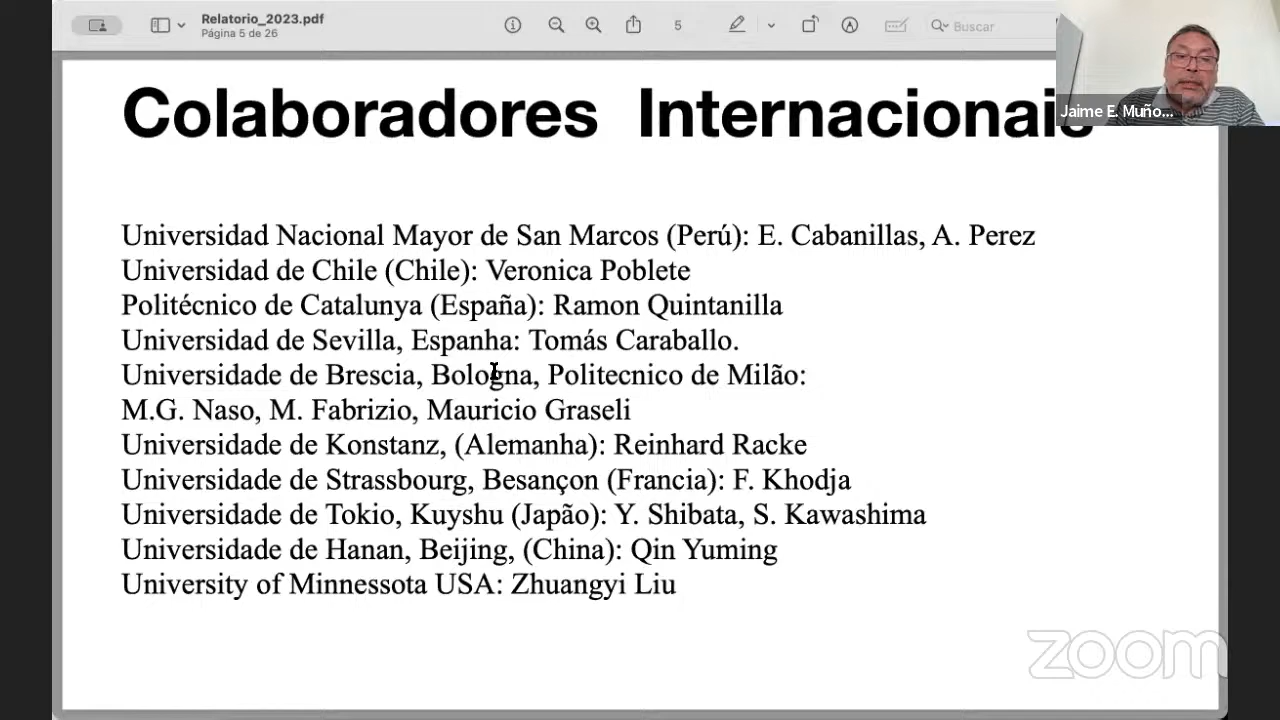 Relatorio_2023.pdf
Página 5 de 26
5
Buscar
Jaime E. Muño...
Colaboradores Internacionais
Universidad Nacional Mayor de San Marcos (Perú): E. Cabanillas, A. Perez
Universidad de Chile (Chile): Veronica Poblete
Politécnico de Catalunya (España): Ramon Quintanilla
Universidad de Sevilla, Espanha: Tomás Caraballo.
Universidade de Brescia, Bologna, Politecnico de Milão:
M.G. Naso, M. Fabrizio, Mauricio Graseli
Universidade de Konstanz, (Alemanha): Reinhard Racke
Universidade de Strassbourg, Besançon (Francia): F. Khodja
Universidade de Tokio, Kuyshu (Japão): Y. Shibata, S. Kawashima
Universidade de Hanan, Beijing, (China): Qin Yuming
University of Minnessota USA: Zhuangyi Liu
zoom